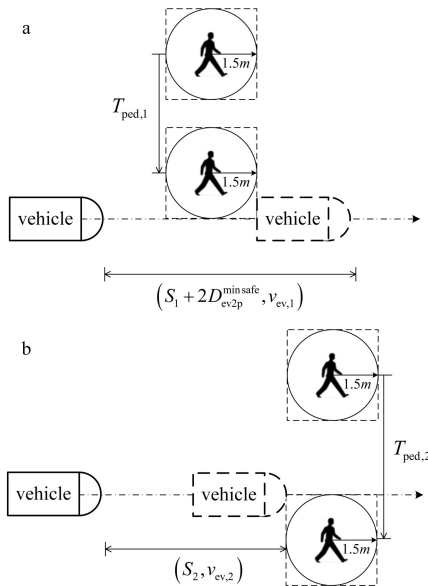 a
1.5m
T_ped,1
1.5m
vehicle vehicle
(S_1 + 2D_ev2p^min safe, v_ev,1)
b
1.5m
T_ped,2
vehicle vehicle
1.5m
(S_2, v_ev,2)